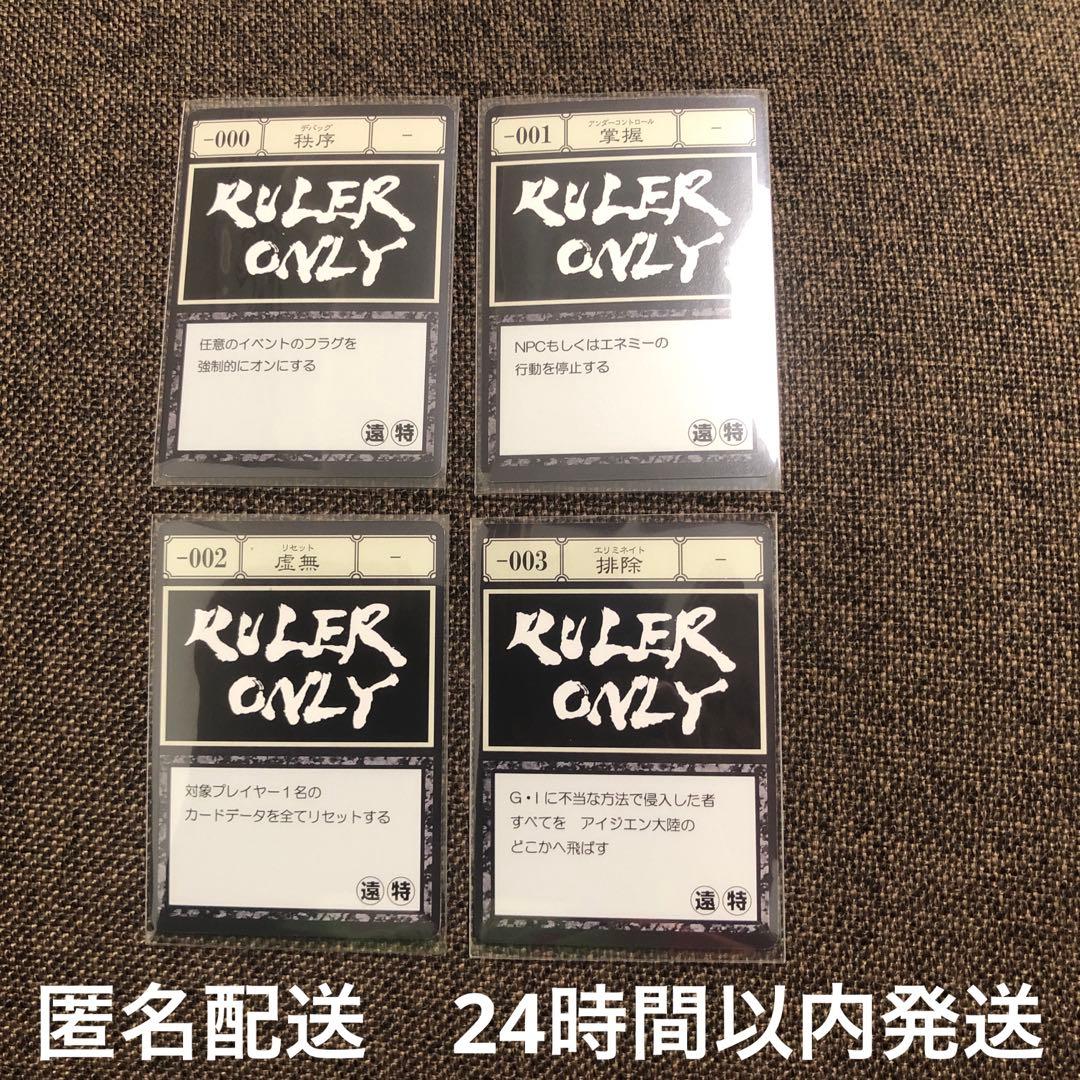 -000
デバッグ
秩序
-
RULER
ONLY
任意のイベントのフラグを
強制的にオンにする
遠 特
-001
アンダーコントロール
掌握
-
RULER
ONLY
NPCもしくはエネミーの
行動を停止する
遠 特
-002
リセット
虚無
-
RULER
ONLY
対象プレイヤー1名の
カードデータを全てリセットする
遠 特
-003
エリミネイト
排除
-
RULER
ONLY
G・Iに不当な方法で侵入した者
すべてを アイジエン大陸の
どこかへ飛ばす
遠 特
匿名配送 24時間以内発送